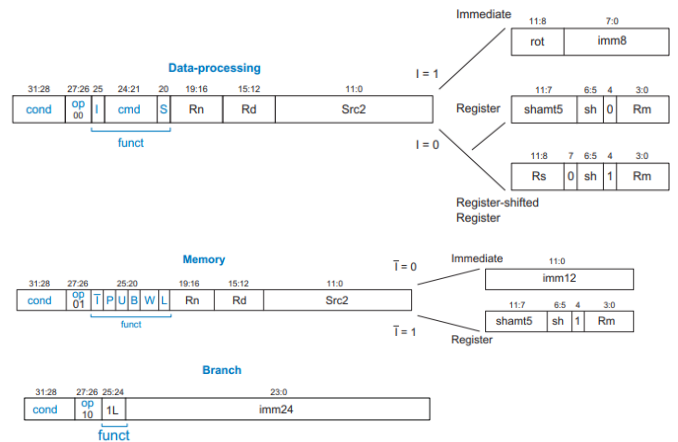 Immediate
11:8 7:0
rot imm8
Data-processing
I = 1
31:28 27:26 25 24:21 20 19:16 15:12 11:0
cond op 00 I cmd S Rn Rd Src2
funct
I = 0
Register
11:7 6:5 4 3:0
shamt5 sh 0 Rm
11:8 7 6:5 4 3:0
Rs 0 sh 1 Rm
Register-shifted
Register
Memory
31:28 27:26 25:20 19:16 15:12 11:0
cond op 01 I̅ P U B W L Rn Rd Src2
funct
I̅ = 0
Immediate
11:0
imm12
I̅ = 1
11:7 6:5 4 3:0
shamt5 sh 1 Rm
Register
Branch
31:28 27:26 25:24 23:0
cond op 10 1L imm24
funct